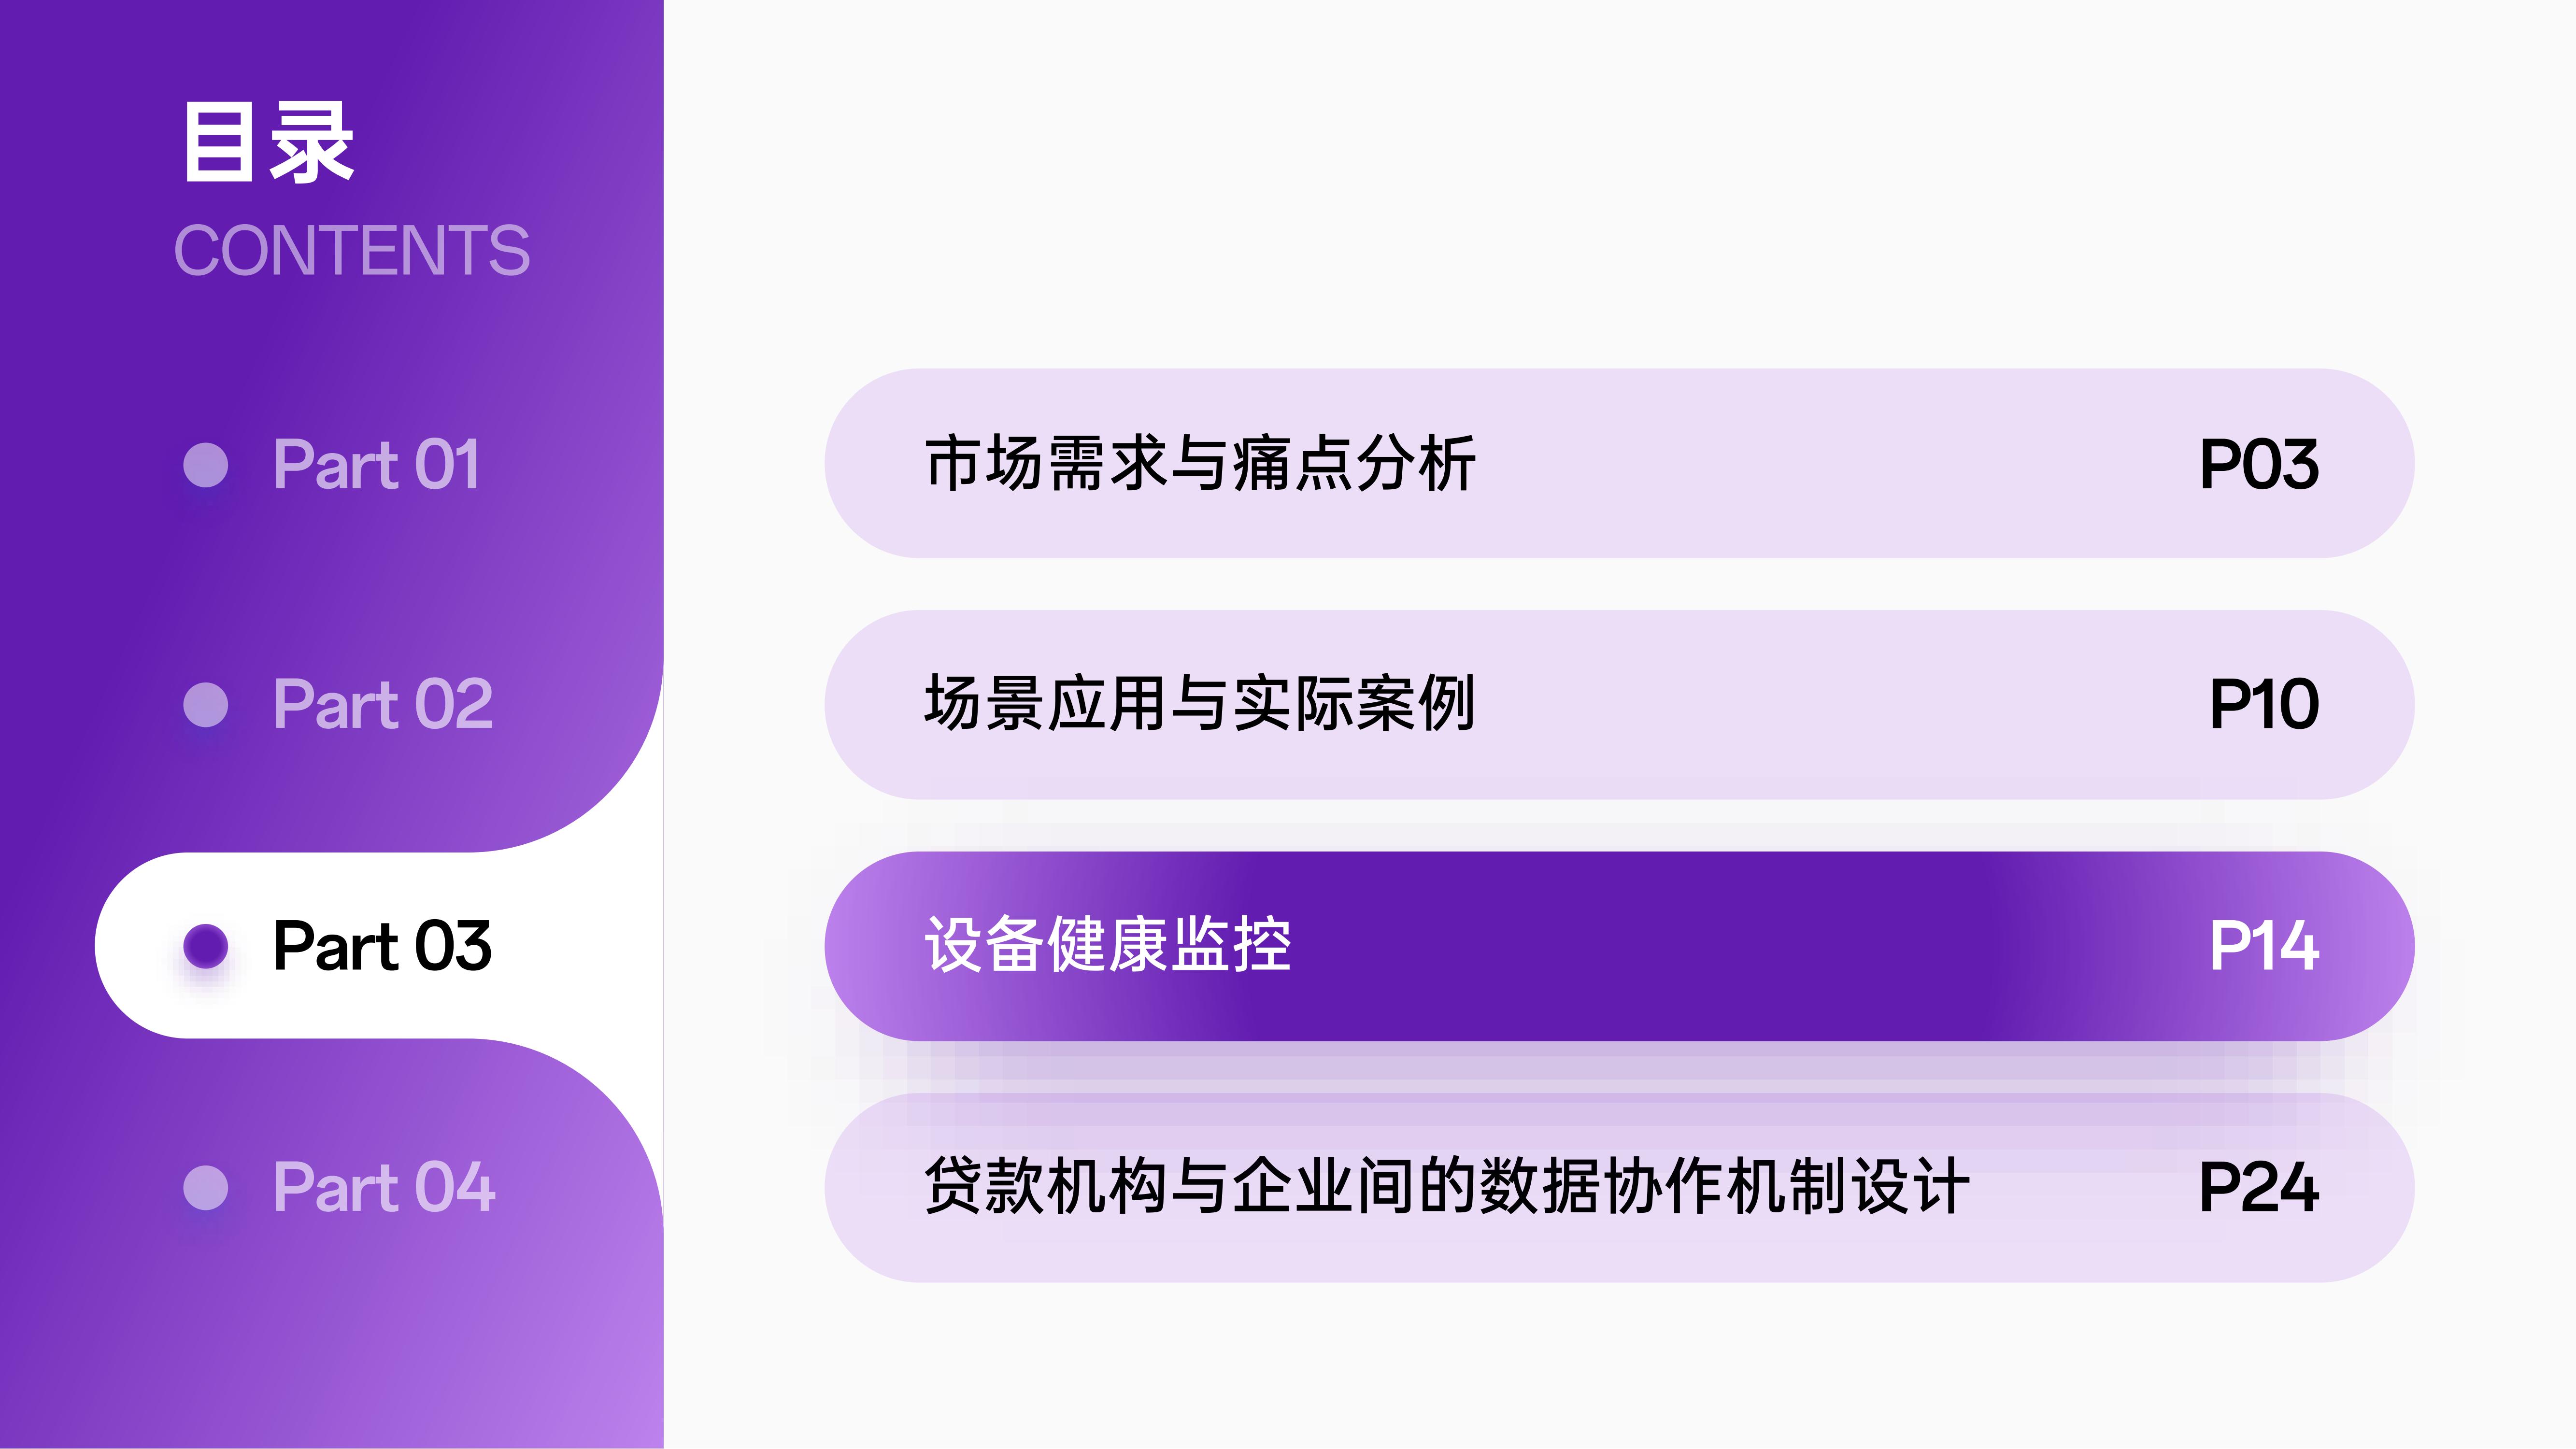 目录
CONTENTS
Part 01
市场需求与痛点分析
P03
Part 02
场景应用与实际案例
P10
Part 03
设备健康监控
P14
Part 04
贷款机构与企业间的数据协作机制设计
P24